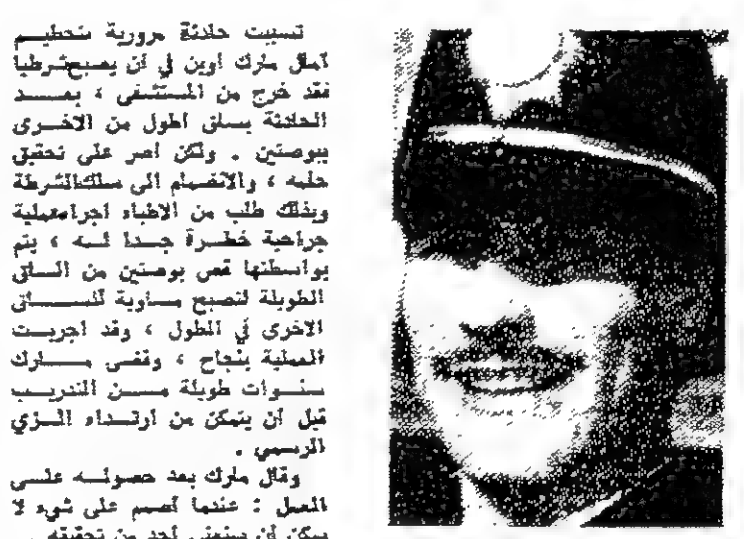 تسببت حادثة مرورية بتحطيم
آمال مارك اوين في أن يصبح شرطيا
فقد خرج من المستشفى ، بعد
الحادثة بساق اطول من الاخرى
ببوصتين . ولكن اصر على تحقيق
حلمه ، والانضمام الى سلك الشرطة
وبذلك طلب من الاطباء اجراء عملية
جراحية خطرة جدا له ، يتم
بواسطتها قص بوصتين من الساق
الطويلة لتصبح مساوية للساق
الاخرى في الطول ، وقد اجريت
العملية بنجاح ، وقضى مارك
سنوات طويلة من التدريب
قبل أن يتمكن من ارتداء الزي
الرسمي .
وقال مارك بعد حصوله على
العمل : عندما أصمم على شيء لا
يمكن أن يمنعني أحد من تحقيقه .